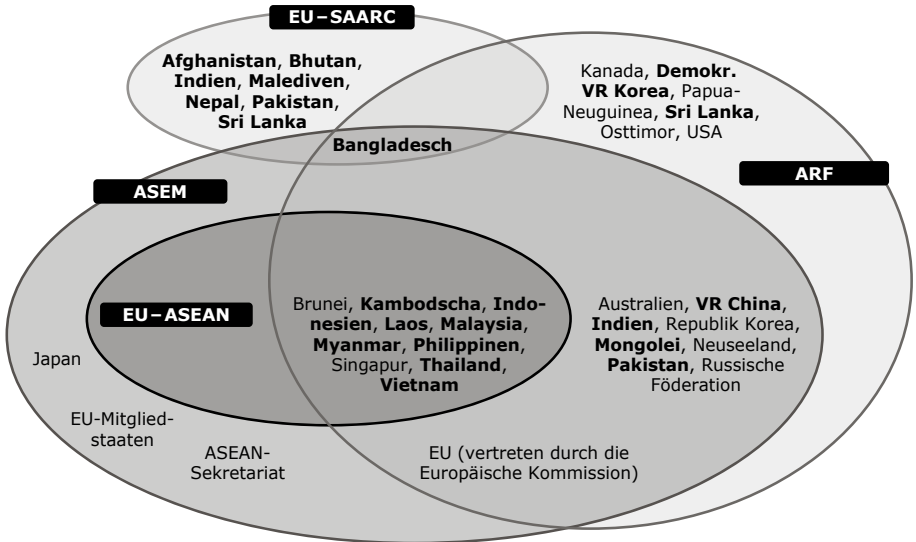 EU–SAARC
Afghanistan, Bhutan,
Indien, Malediven,
Nepal, Pakistan,
Sri Lanka
Kanada, Demokr.
VR Korea, Papua-
Neuguinea, Sri Lanka,
Osttimor, USA
Bangladesch
ARF
ASEM
EU–ASEAN
Brunei, Kambodscha, Indo-
nesien, Laos, Malaysia,
Myanmar, Philippinen,
Singapur, Thailand,
Vietnam
Australien, VR China,
Indien, Republik Korea,
Mongolei, Neuseeland,
Pakistan, Russische
Föderation
Japan
EU-Mitglied-
staaten
ASEAN-
Sekretariat
EU (vertreten durch die
Europäische Kommission)